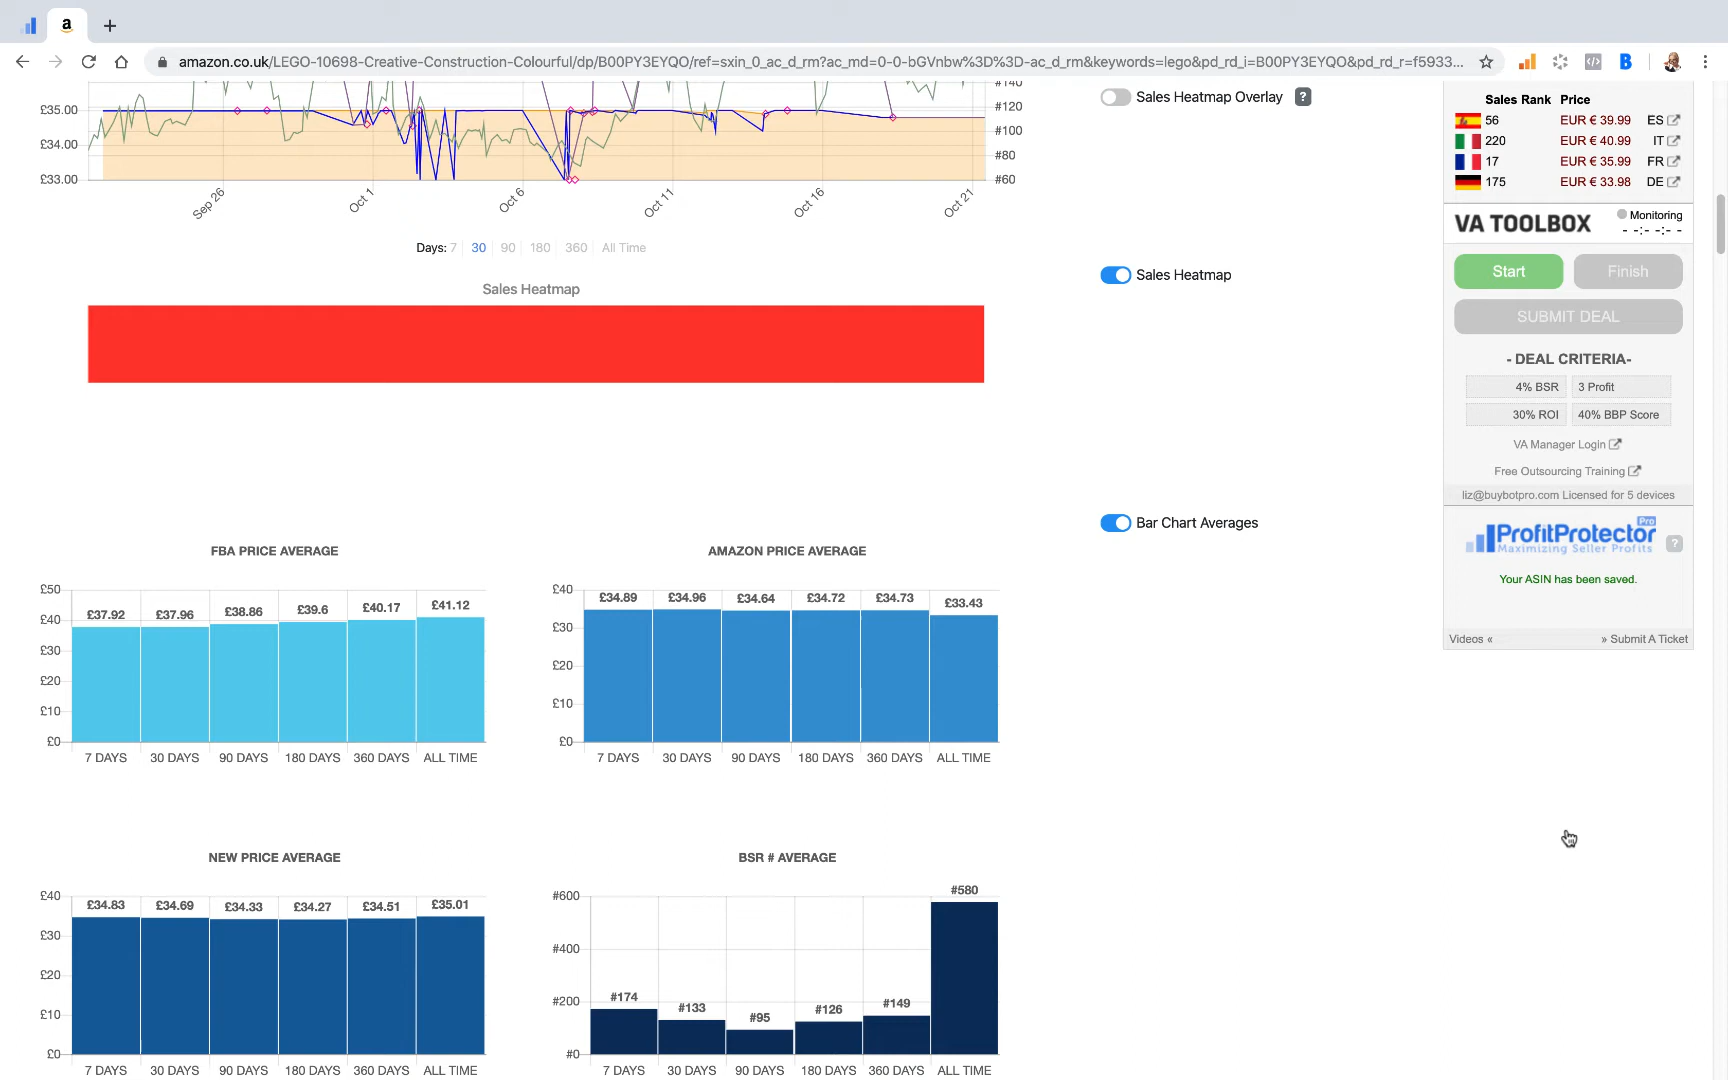 a
amazon.co.uk/LEGO-10698-Creative-Construction-Colourful/dp/B00PY3EYQO/ref=sxin_0_ac_d_rm?ac_md=0-0-bGVnbw%3D%3D-ac_d_rm&keywords=lego&pd_rd_i=B00PY3EYQO&pd_rd_r=f5933...
B
#140
£35.00
#120
£34.00
#100
#80
£33.00
#60
Sep 26
Oct 1
Oct 6
Oct 11
Oct 16
Oct 21
Days: 7 30 90 180 360 All Time
Sales Heatmap
Sales Heatmap Overlay ?
Sales Heatmap
Bar Chart Averages
FBA PRICE AVERAGE
£50
£40
£30
£20
£10
£0
£37.92 £37.96 £38.86 £39.6 £40.17 £41.12
7 DAYS 30 DAYS 90 DAYS 180 DAYS 360 DAYS ALL TIME
AMAZON PRICE AVERAGE
£40
£30
£20
£10
£0
£34.89 £34.96 £34.64 £34.72 £34.73 £33.43
7 DAYS 30 DAYS 90 DAYS 180 DAYS 360 DAYS ALL TIME
NEW PRICE AVERAGE
£40
£30
£20
£10
£0
£34.83 £34.69 £34.33 £34.27 £34.51 £35.01
7 DAYS 30 DAYS 90 DAYS 180 DAYS 360 DAYS ALL TIME
BSR # AVERAGE
#600
#400
#200
#0
#174 #133 #95 #126 #149 #580
7 DAYS 30 DAYS 90 DAYS 180 DAYS 360 DAYS ALL TIME
Sales Rank Price
56 EUR € 39.99 ES
220 EUR € 40.99 IT
17 EUR € 35.99 FR
175 EUR € 33.98 DE
VA TOOLBOX
Monitoring
- -:- -:- -
Start Finish
SUBMIT DEAL
- DEAL CRITERIA-
4% BSR 3 Profit
30% ROI 40% BBP Score
VA Manager Login
Free Outsourcing Training
liz@buybotpro.com Licensed for 5 devices
ProfitProtector Pro
Maximizing Seller Profits
?
Your ASIN has been saved.
Videos « » Submit A Ticket